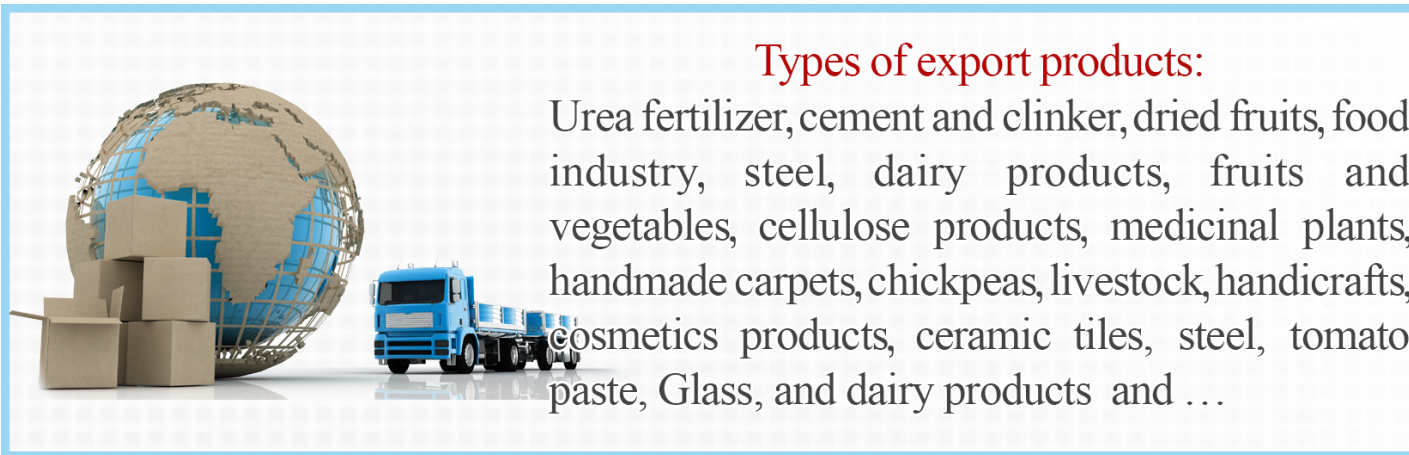 Types of export products:
Urea fertilizer, cement and clinker, dried fruits, food
industry, steel, dairy products, fruits and
vegetables, cellulose products, medicinal plants,
handmade carpets, chickpeas, livestock, handicrafts,
cosmetics products, ceramic tiles, steel, tomato
paste, Glass, and dairy products and ...